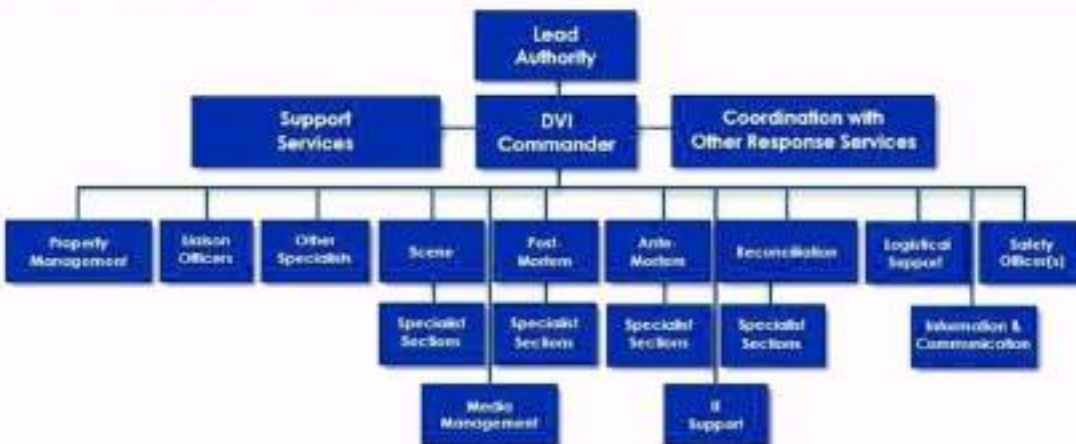 Lead
Authority
Support
Services
DVI
Commander
Coordination with
Other Response Services
Property
Management
Liaison
Officers
Other
Specialists
Scene
Post
Mortem
Ante
Mortem
Reconciliation
Logistical
Support
Safety
Officer(s)
Specialist
Sections
Specialist
Sections
Specialist
Sections
Specialist
Sections
Information &
Communication
Media
Management
IT
Support